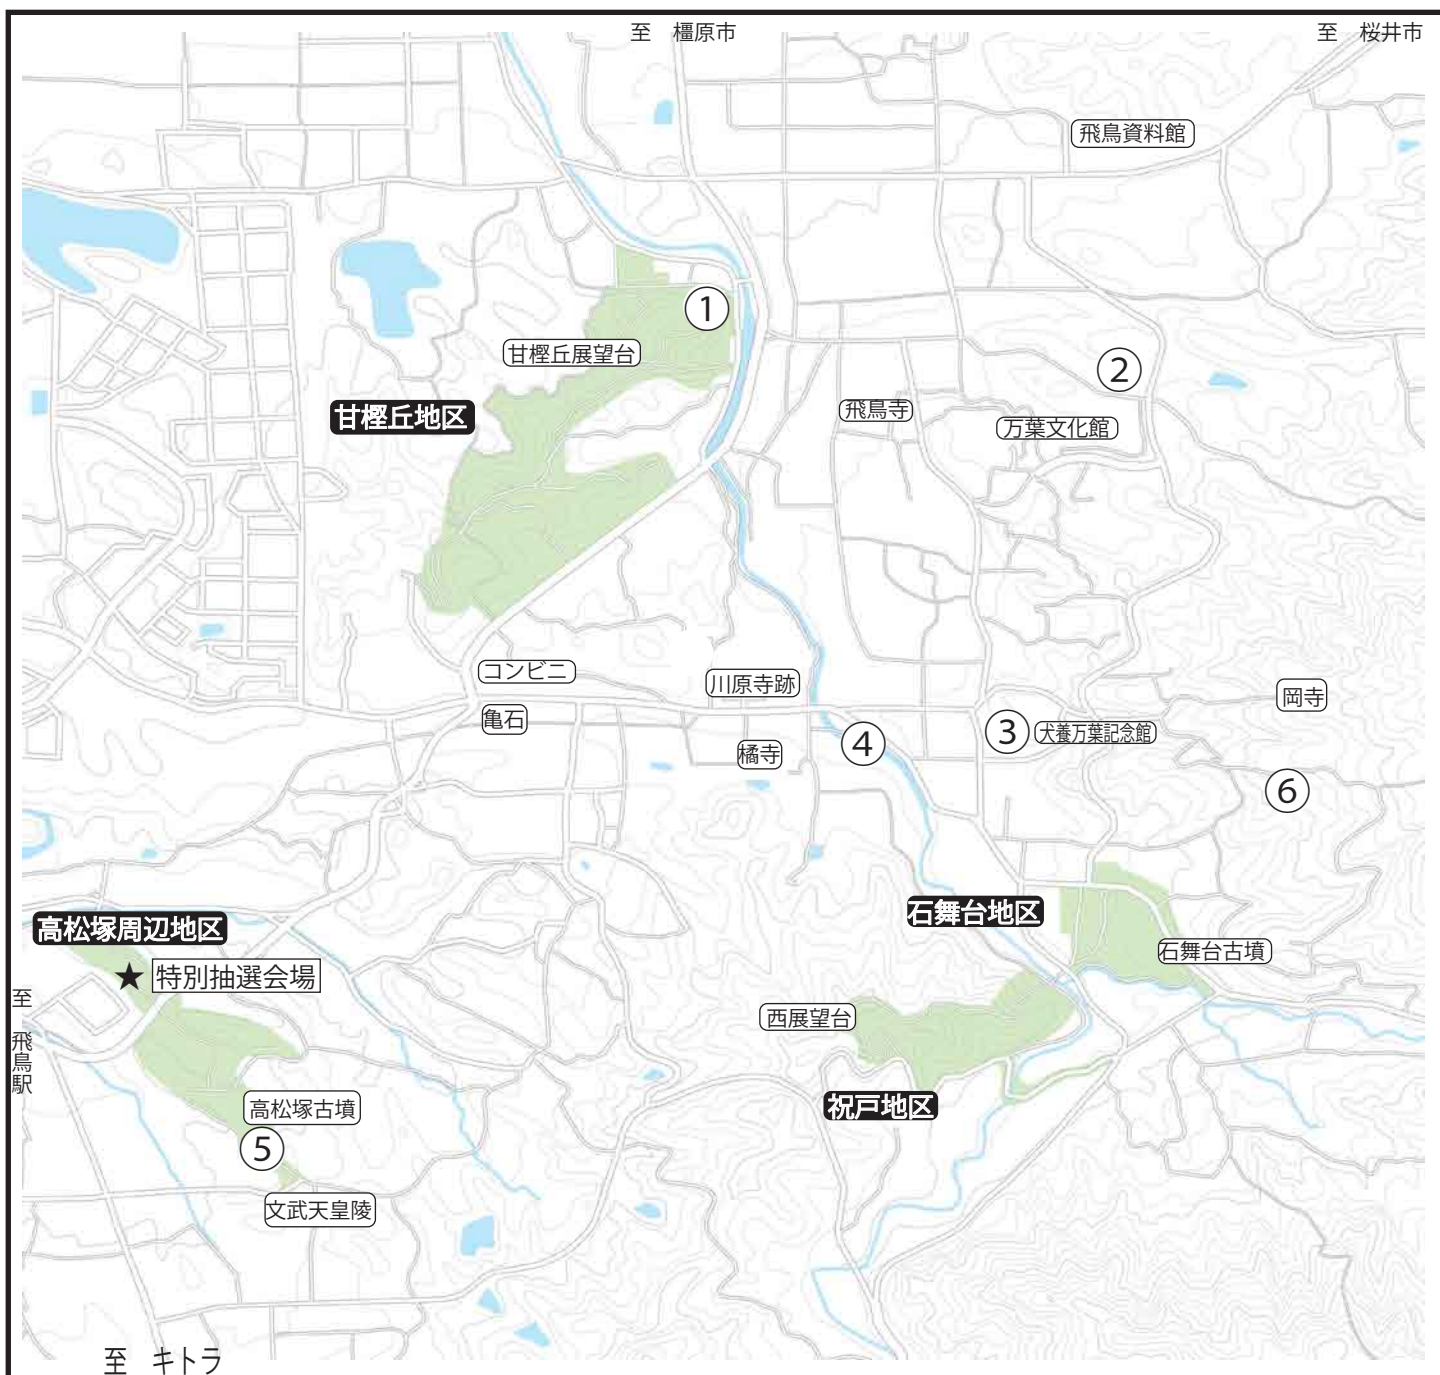 至　橿原市
至　桜井市
飛鳥資料館
①
甘樫丘展望台
②
甘樫丘地区
飛鳥寺
万葉文化館
コンビニ
川原寺跡
岡寺
亀石
③
犬養万葉記念館
④
橘寺
⑥
石舞台地区
高松塚周辺地区
石舞台古墳
★
特別抽選会場
至　飛鳥駅
西展望台
高松塚古墳
祝戸地区
⑤
文武天皇陵
至　キトラ